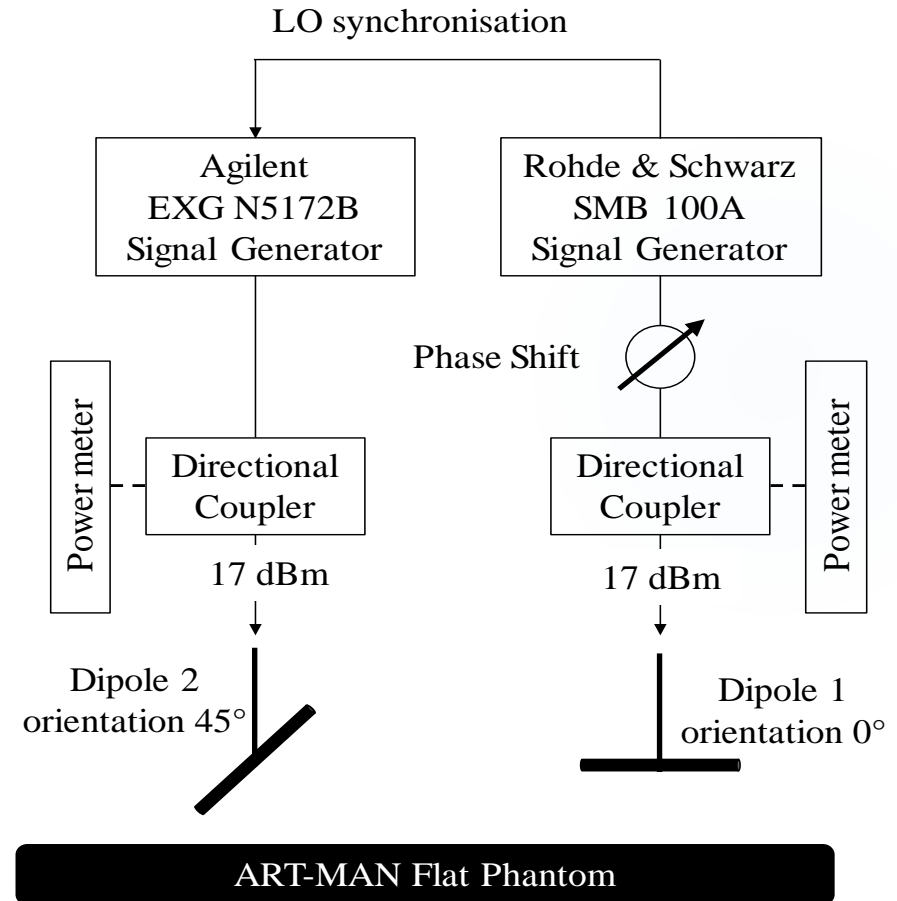 LO synchronisation
Agilent
EXG N5172B
Signal Generator
Rohde & Schwarz
SMB 100A
Signal Generator
Phase Shift
Power meter
Directional
Coupler
Directional
Coupler
Power meter
17 dBm
17 dBm
Dipole 2
orientation 45°
Dipole 1
orientation 0°
ART-MAN Flat Phantom